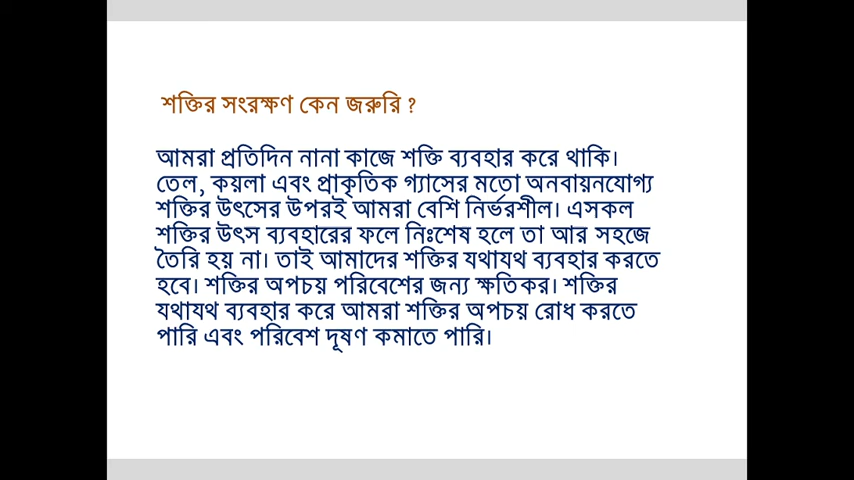 শক্তির সংরক্ষণ কেন জরুরি ?
আমরা প্রতিদিন নানা কাজে শক্তি ব্যবহার করে থাকি।
তেল, কয়লা এবং প্রাকৃতিক গ্যাসের মতো অনবায়নযোগ্য
শক্তির উৎসের উপরই আমরা বেশি নির্ভরশীল। এসকল
শক্তির উৎস ব্যবহারের ফলে নিঃশেষ হলে তা আর সহজে
তৈরি হয় না। তাই আমাদের শক্তির যথাযথ ব্যবহার করতে
হবে। শক্তির অপচয় পরিবেশের জন্য ক্ষতিকর। শক্তির
যথাযথ ব্যবহার করে আমরা শক্তির অপচয় রোধ করতে
পারি এবং পরিবেশ দূষণ কমাতে পারি।